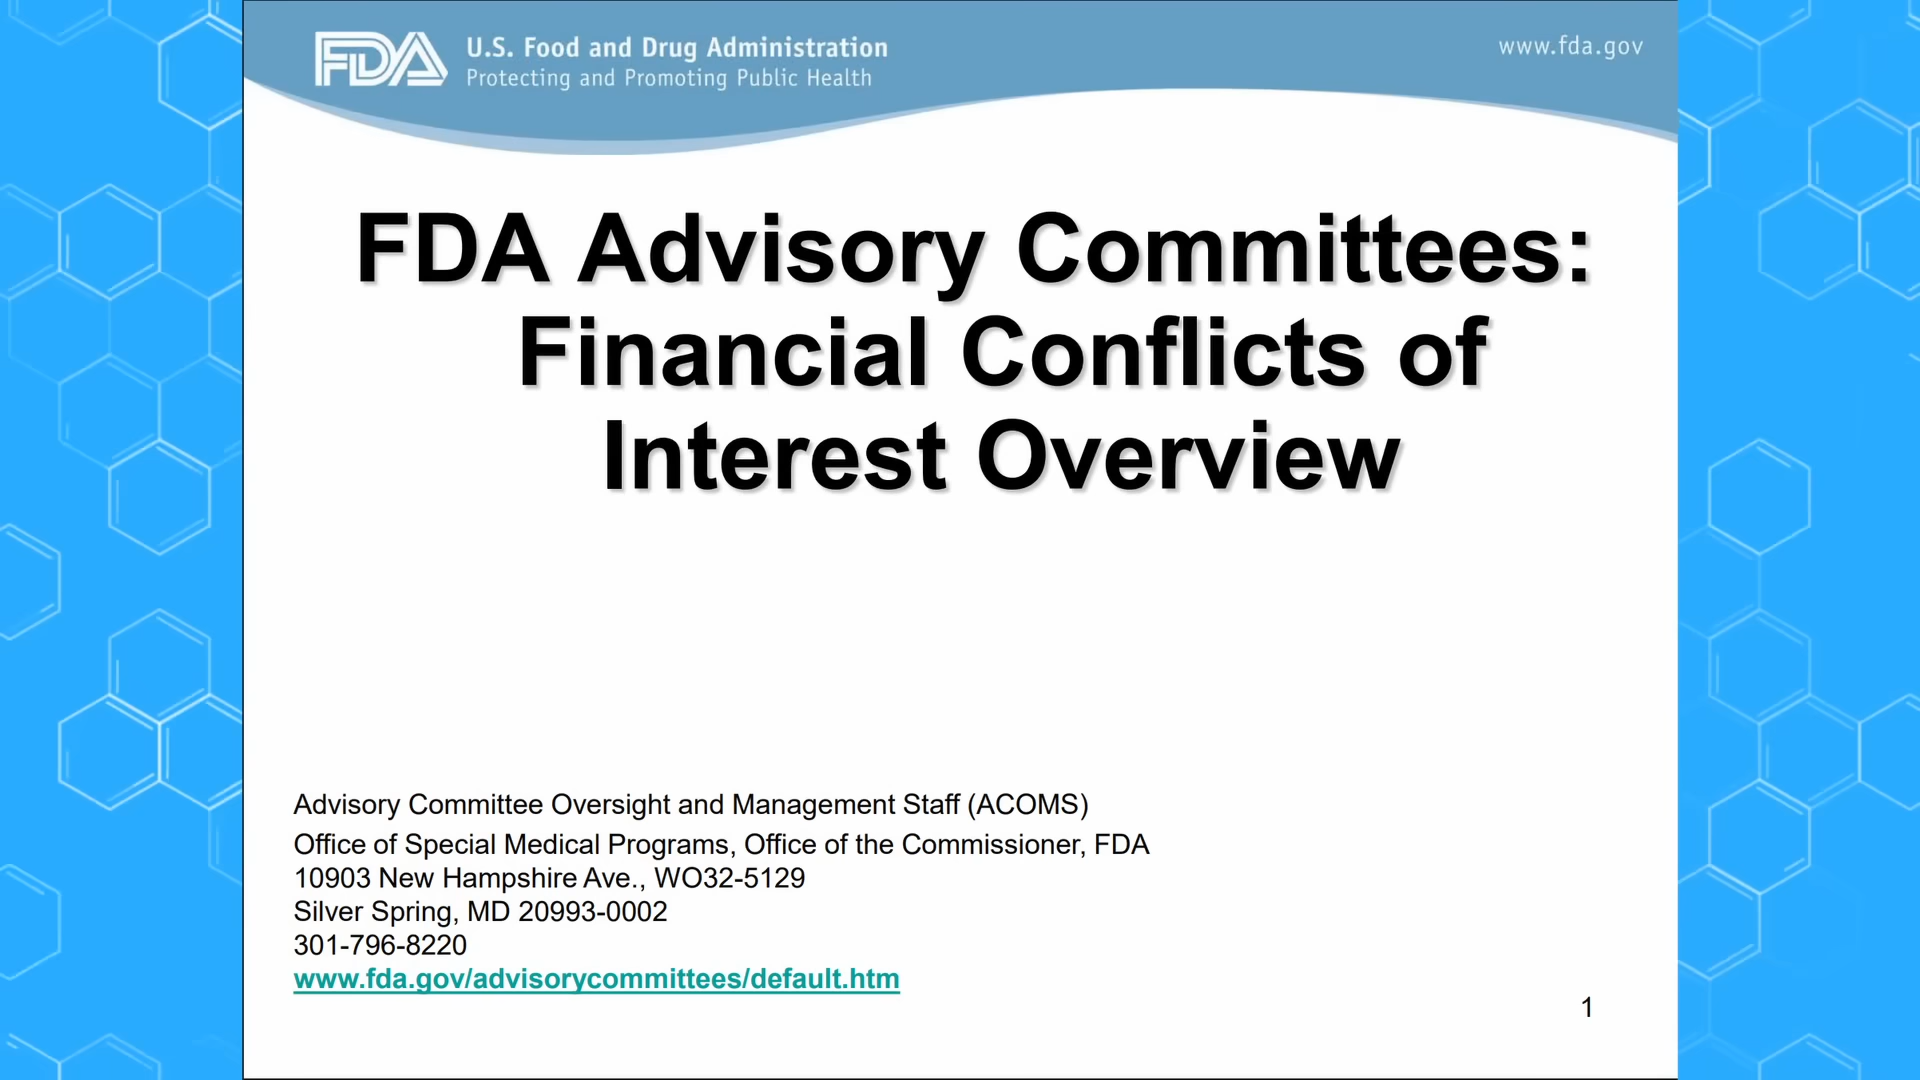 FDA
U.S. Food and Drug Administration
Protecting and Promoting Public Health
www.fda.gov
FDA Advisory Committees:
Financial Conflicts of
Interest Overview
Advisory Committee Oversight and Management Staff (ACOMS)
Office of Special Medical Programs, Office of the Commissioner, FDA
10903 New Hampshire Ave., WO32-5129
Silver Spring, MD 20993-0002
301-796-8220
www.fda.gov/advisorycommittees/default.htm
1